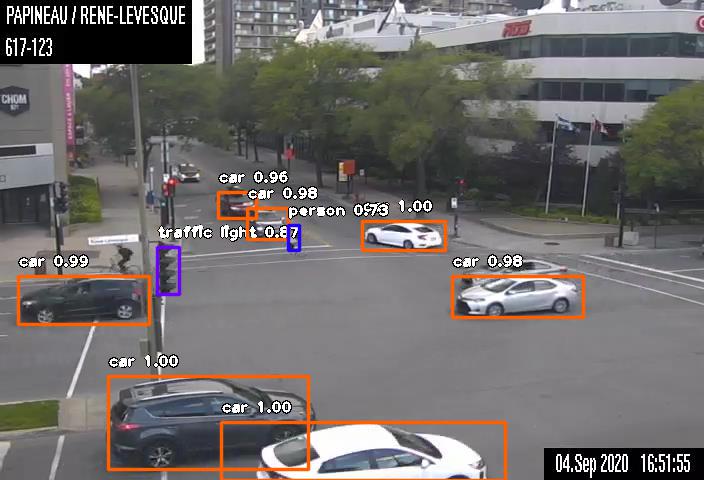 PAPINEAU / RENE-LEVESQUE
617-123
CHOM
car 0.96
car 0.98
person 0.73
1.00
traffic light 0.87
car 0.99
car 0.98
car 1.00
car 1.00
04.Sep 2020 16:51:55